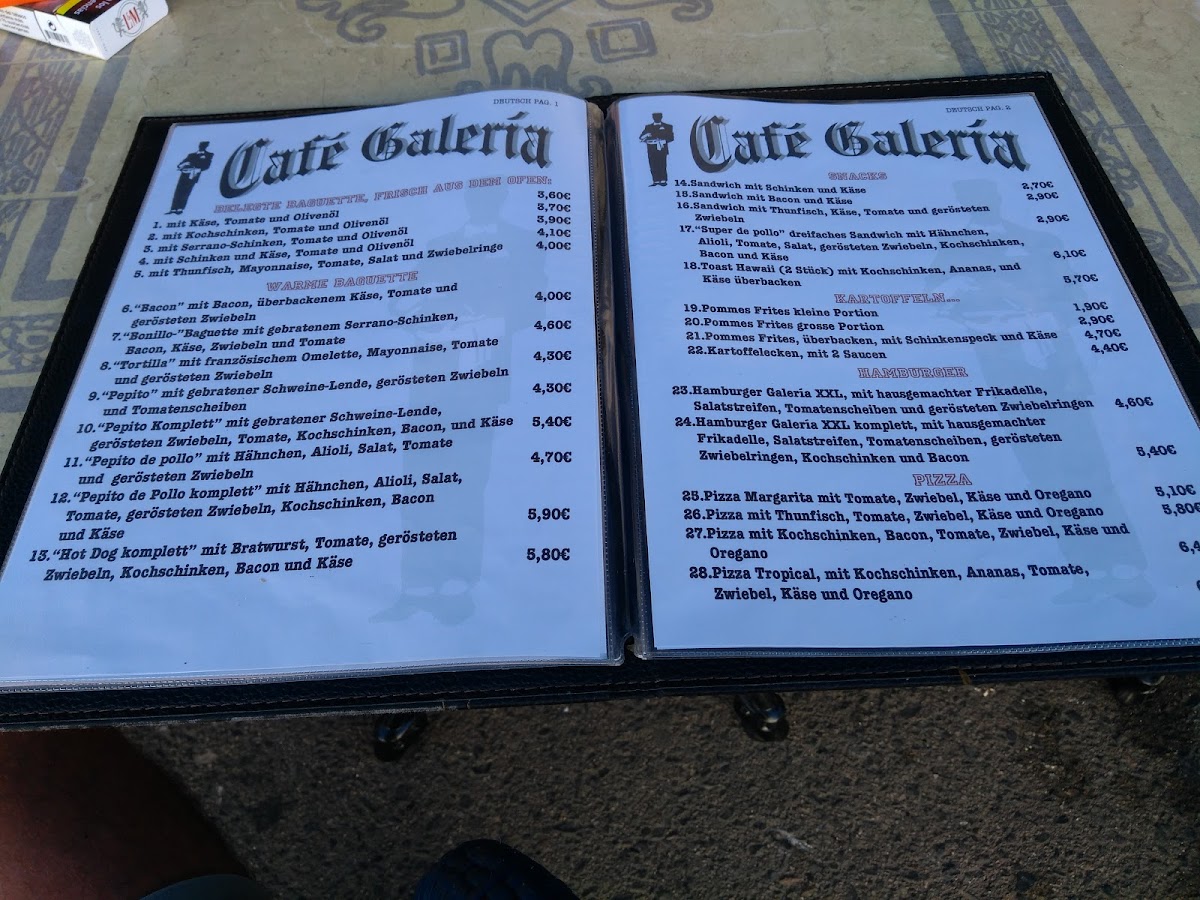 L&M
DEUTSCH PAG. 1
Café Galería
BELEGTE BAGUETTE, FRISCH AUS DEM OFEN:
1. mit Käse, Tomate und Olivenöl 3,60€
2. mit Kochschinken, Tomate und Olivenöl 3,70€
3. mit Serrano-Schinken, Tomate und Olivenöl 3,90€
4. mit Schinken und Käse, Tomate und Olivenöl 4,10€
5. mit Thunfisch, Mayonnaise, Tomate, Salat und Zwiebelringe 4,00€
WARME BAGUETTE
6. “Bacon” mit Bacon, überbackenem Käse, Tomate und
gerösteten Zwiebeln 4,00€
7. “Bonillo-”Baguette mit gebratenem Serrano-Schinken,
Bacon, Käse, Zwiebeln und Tomate 4,60€
8. “Tortilla” mit französischem Omelette, Mayonnaise, Tomate
und gerösteten Zwiebeln 4,30€
9. “Pepito” mit gebratener Schweine-Lende, gerösteten Zwiebeln
und Tomatenscheiben 4,30€
10. “Pepito Komplett” mit gebratener Schweine-Lende,
gerösteten Zwiebeln, Tomate, Kochschinken, Bacon, und Käse 5,40€
11. “Pepito de pollo” mit Hähnchen, Alioli, Salat, Tomate
und gerösteten Zwiebeln 4,70€
12. “Pepito de Pollo komplett” mit Hähnchen, Alioli, Salat,
Tomate, gerösteten Zwiebeln, Kochschinken, Bacon
und Käse 5,90€
13. “Hot Dog komplett” mit Bratwurst, Tomate, gerösteten
Zwiebeln, Kochschinken, Bacon und Käse 5,80€
DEUTSCH PAG. 2
Café Galería
SNACKS
14.Sandwich mit Schinken und Käse 2,70€
15.Sandwich mit Bacon und Käse 2,90€
16.Sandwich mit Thunfisch, Käse, Tomate und gerösteten
Zwiebeln 2,90€
17.“Super de pollo” dreifaches Sandwich mit Hähnchen,
Alioli, Tomate, Salat, gerösteten Zwiebeln, Kochschinken,
Bacon und Käse 6,10€
18.Toast Hawaii (2 Stück) mit Kochschinken, Ananas, und
Käse überbacken 5,70€
KARTOFFELN...
19.Pommes Frites kleine Portion 1,90€
20.Pommes Frites grosse Portion 2,90€
21.Pommes Frites, überbacken, mit Schinkenspeck und Käse 4,70€
22.Kartoffelecken, mit 2 Saucen 4,40€
HAMBURGER
23.Hamburger Galería XXL, mit hausgemachter Frikadelle,
Salatstreifen, Tomatenscheiben und gerösteten Zwiebelringen 4,60€
24.Hamburger Galería XXL komplett, mit hausgemachter
Frikadelle, Salatstreifen, Tomatenscheiben, gerösteten
Zwiebelringen, Kochschinken und Bacon 5,40€
PIZZA
25.Pizza Margarita mit Tomate, Zwiebel, Käse und Oregano 5,10€
26.Pizza mit Thunfisch, Tomate, Zwiebel, Käse und Oregano 5,80€
27.Pizza mit Kochschinken, Bacon, Tomate, Zwiebel, Käse und
Oregano
28.Pizza Tropical, mit Kochschinken, Ananas, Tomate,
Zwiebel, Käse und Oregano